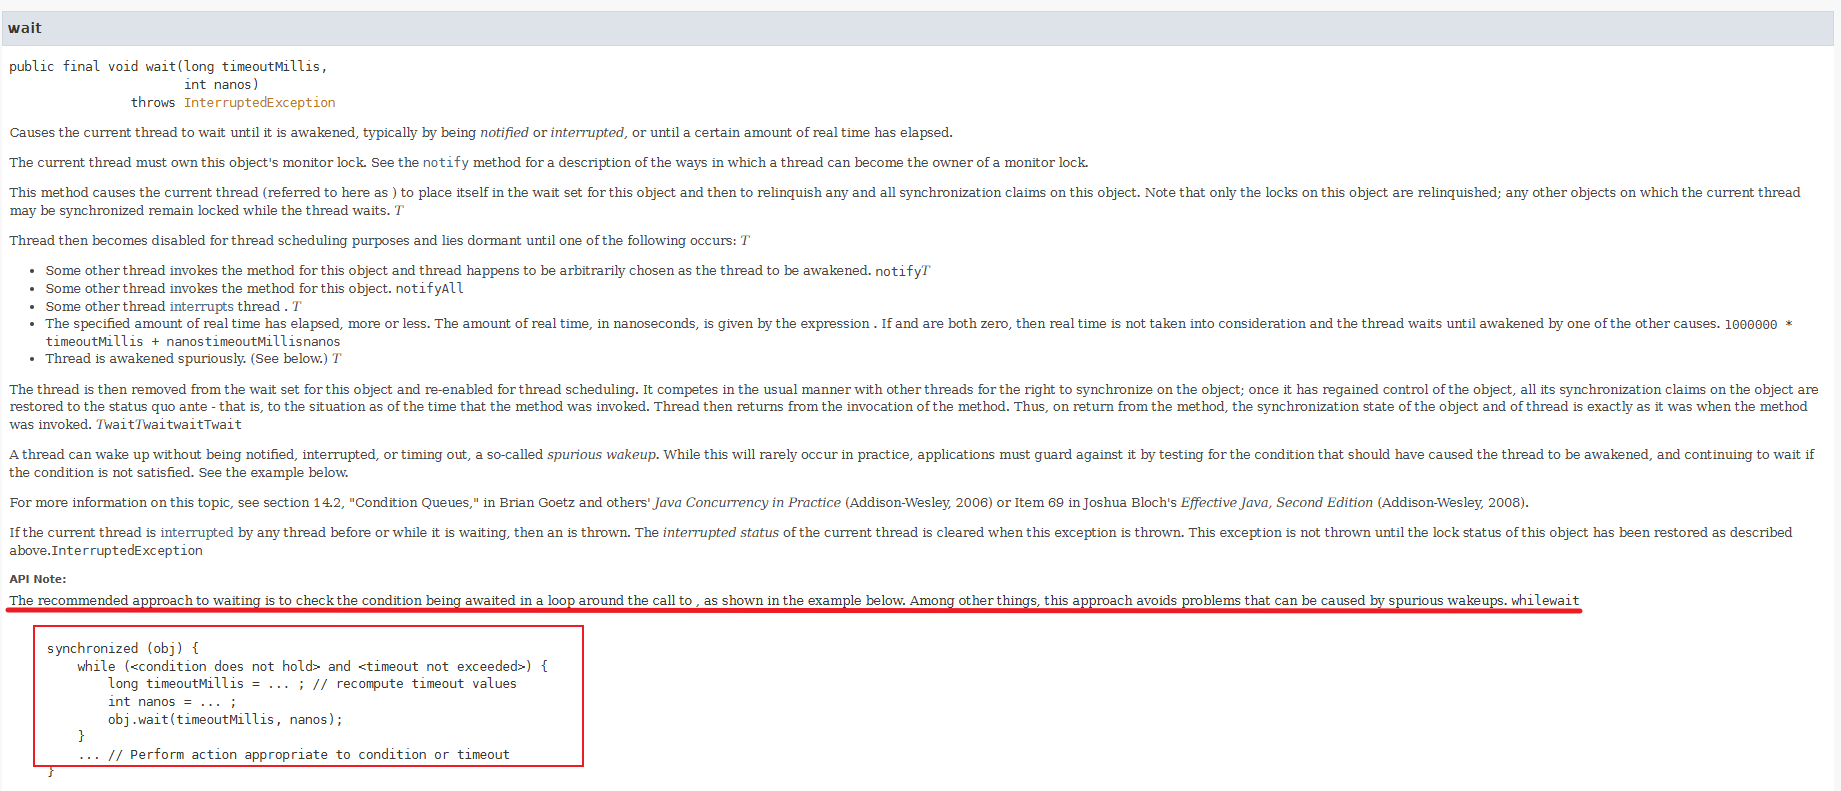 wait
public final void wait(long timeoutMillis,
int nanos)
throws InterruptedException
Causes the current thread to wait until it is awakened, typically by being notified or interrupted, or until a certain amount of real time has elapsed.
The current thread must own this object's monitor lock. See the notify method for a description of the ways in which a thread can become the owner of a monitor lock.
This method causes the current thread (referred to here as ) to place itself in the wait set for this object and then to relinquish any and all synchronization claims on this object. Note that only the locks on this object are relinquished; any other objects on which the current thread
may be synchronized remain locked while the thread waits. T
Thread then becomes disabled for thread scheduling purposes and lies dormant until one of the following occurs: T
• Some other thread invokes the method for this object and thread happens to be arbitrarily chosen as the thread to be awakened. notifyT
• Some other thread invokes the method for this object. notifyAll
• Some other thread interrupts thread . T
• The specified amount of real time has elapsed, more or less. The amount of real time, in nanoseconds, is given by the expression . If and are both zero, then real time is not taken into consideration and the thread waits until awakened by one of the other causes. 1000000 *
timeoutMillis + nanostimeoutMillisnanos
• Thread is awakened spuriously. (See below.) T
The thread is then removed from the wait set for this object and re-enabled for thread scheduling. It competes in the usual manner with other threads for the right to synchronize on the object; once it has regained control of the object, all its synchronization claims on the object are
restored to the status quo ante - that is, to the situation as of the time that the method was invoked. Thread then returns from the invocation of the method. Thus, on return from the method, the synchronization state of the object and of thread is exactly as it was when the method
was invoked. TwaitTwaitwaitTwait
A thread can wake up without being notified, interrupted, or timing out, a so-called spurious wakeup. While this will rarely occur in practice, applications must guard against it by testing for the condition that should have caused the thread to be awakened, and continuing to wait if
the condition is not satisfied. See the example below.
For more information on this topic, see section 14.2, "Condition Queues," in Brian Goetz and others' Java Concurrency in Practice (Addison-Wesley, 2006) or Item 69 in Joshua Bloch's Effective Java, Second Edition (Addison-Wesley, 2008).
If the current thread is interrupted by any thread before or while it is waiting, then an is thrown. The interrupted status of the current thread is cleared when this exception is thrown. This exception is not thrown until the lock status of this object has been restored as described
above.InterruptedException
API Note:
The recommended approach to waiting is to check the condition being awaited in a loop around the call to , as shown in the example below. Among other things, this approach avoids problems that can be caused by spurious wakeups. whilewait
synchronized (obj) {
while (<condition does not hold> and <timeout not exceeded>) {
long timeoutMillis = ... ; // recompute timeout values
int nanos = ... ;
obj.wait(timeoutMillis, nanos);
}
... // Perform action appropriate to condition or timeout
}